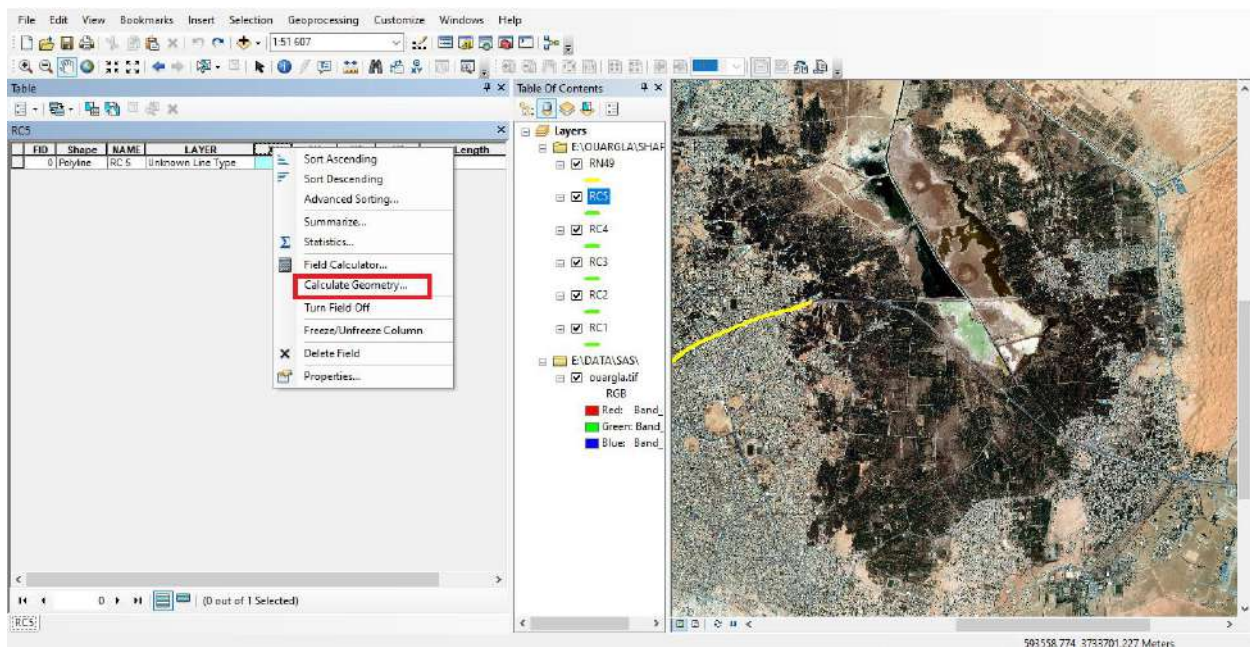 File Edit View Bookmarks Insert Selection Geoprocessing Customize Windows Help
1:51 607
Table
RC5
FID Shape NAME LAYER Length
0 Polyline RC 5 Unknown Line Type
Sort Ascending
Sort Descending
Advanced Sorting...
Summarize...
Statistics...
Field Calculator...
Calculate Geometry...
Turn Field Off
Freeze/Unfreeze Column
Delete Field
Properties...
0
(0 out of 1 Selected)
RC5
Table Of Contents
Layers
E:\OUARGLA\SHAP
RN49
RC5
RC4
RC3
RC2
RC1
E:\DATA\SAS\
ouargla.tif
RGB
Red: Band_
Green: Band_
Blue: Band_
593558,774 3733701,227 Meters